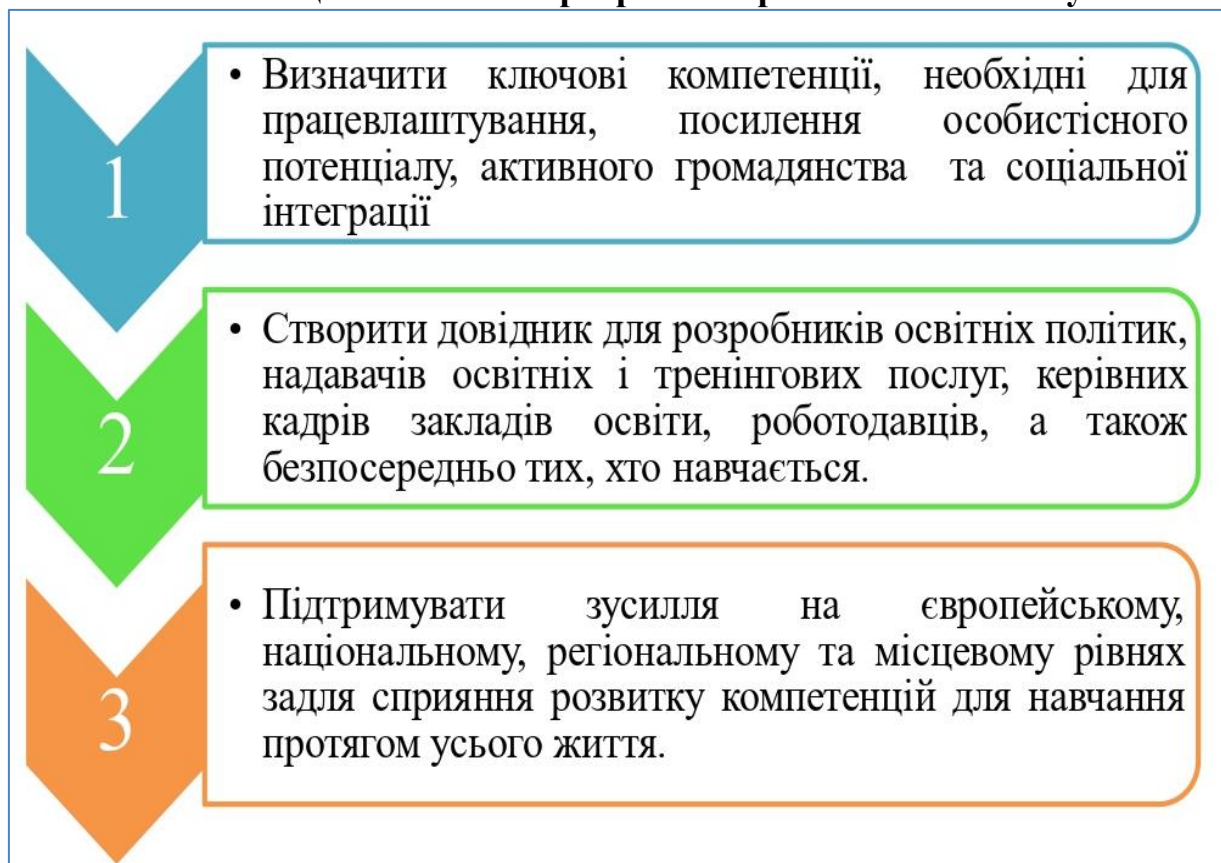 1
• Визначити ключові компетенції, необхідні для
працевлаштування, посилення особистісного
потенціалу, активного громадянства та соціальної
інтеграції
2
• Створити довідник для розробників освітніх політик,
надавачів освітніх і тренінгових послуг, керівних
кадрів закладів освіти, роботодавців, а також
безпосередньо тих, хто навчається.
3
• Підтримувати зусилля на європейському,
національному, регіональному та місцевому рівнях
задля сприяння розвитку компетенцій для навчання
протягом усього життя.